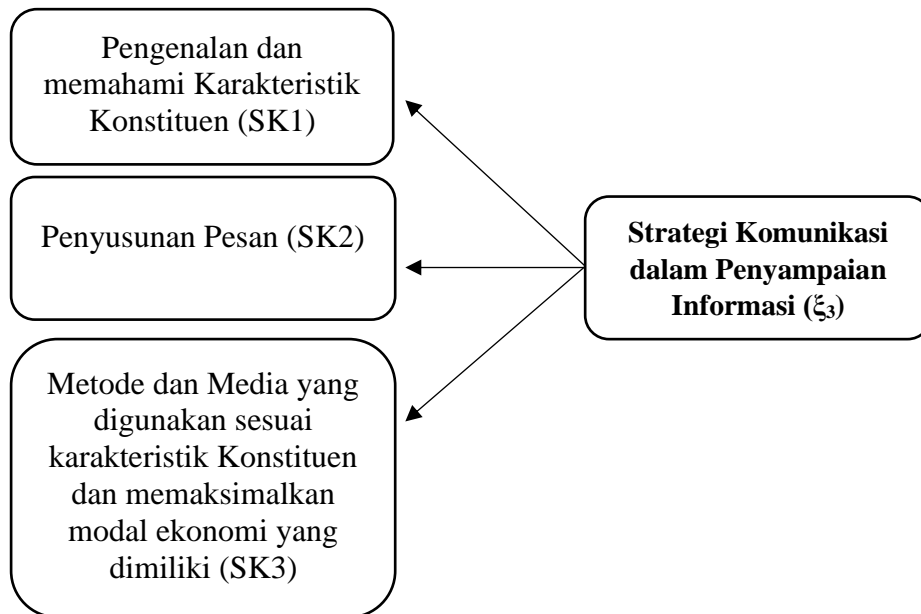 Pengenalan dan
memahami Karakteristik
Konstituen (SK1)
Penyusunan Pesan (SK2)
Metode dan Media yang
digunakan sesuai
karakteristik Konstituen
dan memaksimalkan
modal ekonomi yang
dimiliki (SK3)
Strategi Komunikasi
dalam Penyampaian
Informasi (ξ₃)